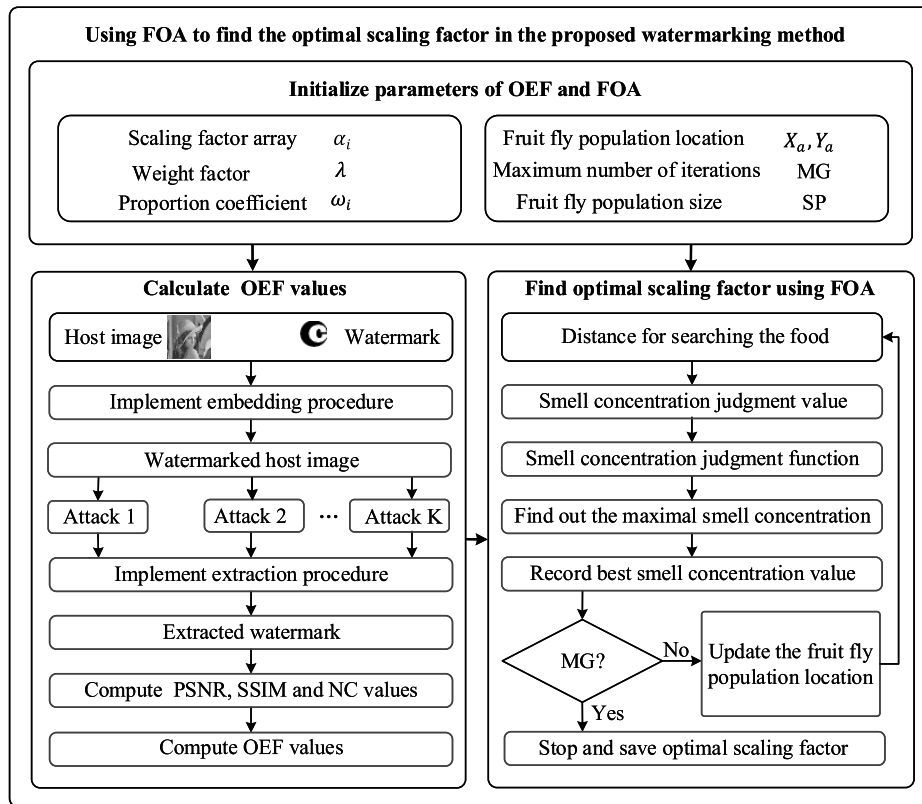 Using FOA to find the optimal scaling factor in the proposed watermarking method
Initialize parameters of OEF and FOA
Scaling factor array α_i
Weight factor λ
Proportion coefficient ω_i
Fruit fly population location X_a, Y_a
Maximum number of iterations MG
Fruit fly population size SP
Calculate OEF values
Host image
Watermark
Implement embedding procedure
Watermarked host image
Attack 1
Attack 2
...
Attack K
Implement extraction procedure
Extracted watermark
Compute PSNR, SSIM and NC values
Compute OEF values
Find optimal scaling factor using FOA
Distance for searching the food
Smell concentration judgment value
Smell concentration judgment function
Find out the maximal smell concentration
Record best smell concentration value
MG?
No
Update the fruit fly
population location
Yes
Stop and save optimal scaling factor